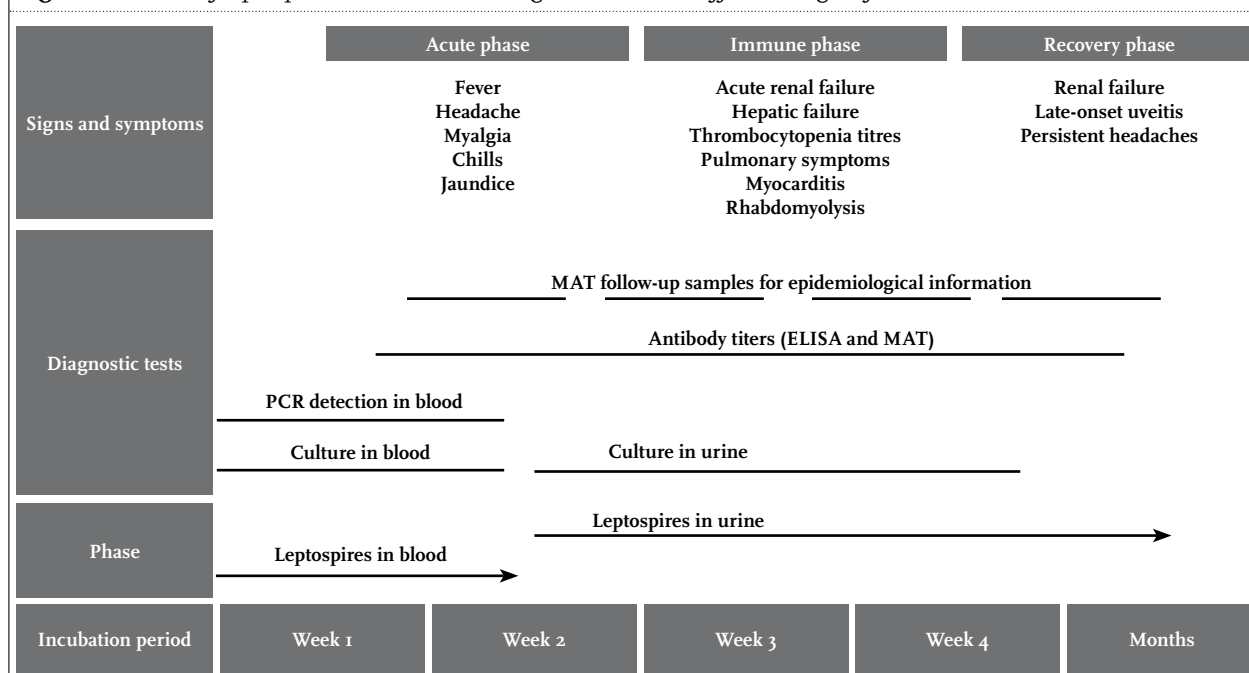 Acute phase
Immune phase
Recovery phase
Signs and symptoms
Fever
Headache
Myalgia
Chills
Jaundice
Acute renal failure
Hepatic failure
Thrombocytopenia titres
Pulmonary symptoms
Myocarditis
Rhabdomyolysis
Renal failure
Late-onset uveitis
Persistent headaches
Diagnostic tests
MAT follow-up samples for epidemiological information
Antibody titers (ELISA and MAT)
PCR detection in blood
Culture in blood
Culture in urine
Phase
Leptospires in urine
Leptospires in blood
Incubation period
Week 1
Week 2
Week 3
Week 4
Months